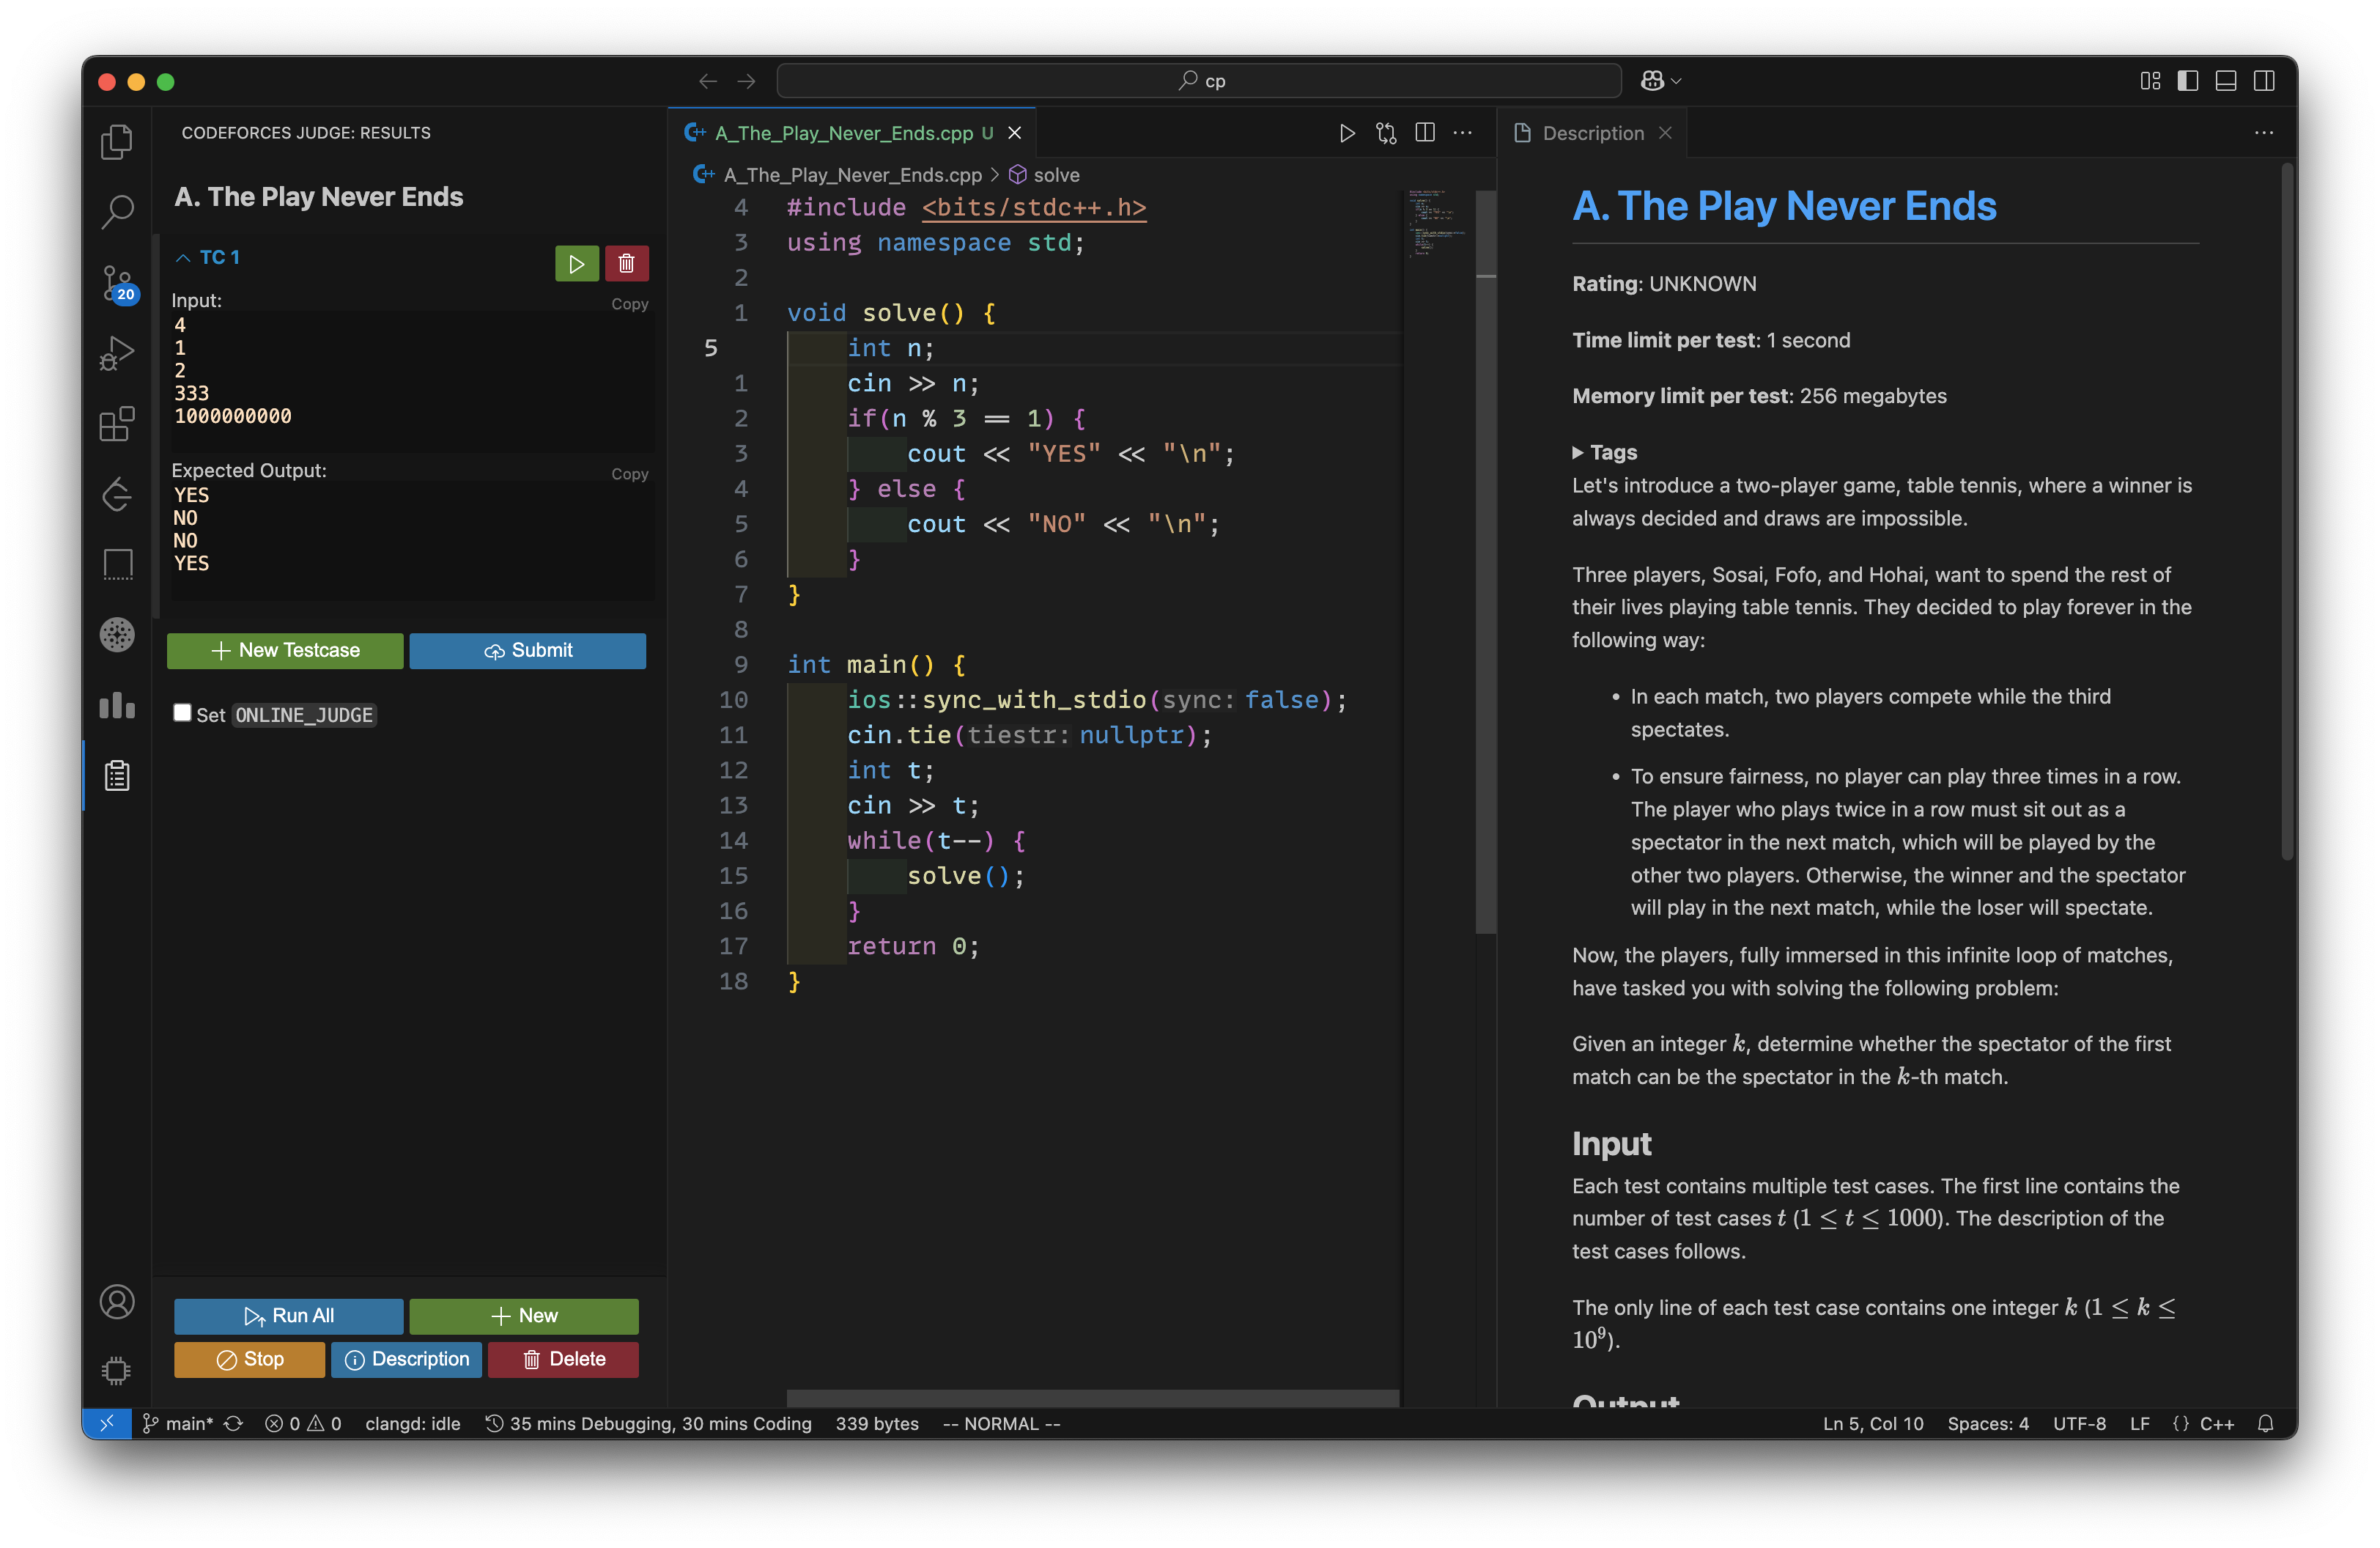 cp
CODEFORCES JUDGE: RESULTS
A. The Play Never Ends
TC 1
Input:
Copy
4
1
2
333
1000000000
Expected Output:
Copy
YES
NO
NO
YES
New Testcase
Submit
Set ONLINE_JUDGE
20
Run All
New
Stop
Description
Delete
A_The_Play_Never_Ends.cpp U
A_The_Play_Never_Ends.cpp > solve
4 #include <bits/stdc++.h>
3 using namespace std;
2
1 void solve() {
5 int n;
1 cin >> n;
2 if(n % 3 == 1) {
3 cout << "YES" << "\n";
4 } else {
5 cout << "NO" << "\n";
6 }
7 }
8
9 int main() {
10 ios::sync_with_stdio(sync: false);
11 cin.tie(tiestr: nullptr);
12 int t;
13 cin >> t;
14 while(t--) {
15 solve();
16 }
17 return 0;
18 }
Description
A. The Play Never Ends
Rating: UNKNOWN
Time limit per test: 1 second
Memory limit per test: 256 megabytes
Tags
Let's introduce a two-player game, table tennis, where a winner is
always decided and draws are impossible.
Three players, Sosai, Fofo, and Hohai, want to spend the rest of
their lives playing table tennis. They decided to play forever in the
following way:
• In each match, two players compete while the third
spectates.
• To ensure fairness, no player can play three times in a row.
The player who plays twice in a row must sit out as a
spectator in the next match, which will be played by the
other two players. Otherwise, the winner and the spectator
will play in the next match, while the loser will spectate.
Now, the players, fully immersed in this infinite loop of matches,
have tasked you with solving the following problem:
Given an integer k, determine whether the spectator of the first
match can be the spectator in the k-th match.
Input
Each test contains multiple test cases. The first line contains the
number of test cases t (1 ≤ t ≤ 1000). The description of the
test cases follows.
The only line of each test case contains one integer k (1 ≤ k ≤
10⁹).
Output
main* 0 0 clangd: idle 35 mins Debugging, 30 mins Coding 339 bytes -- NORMAL -- Ln 5, Col 10 Spaces: 4 UTF-8 LF {} C++